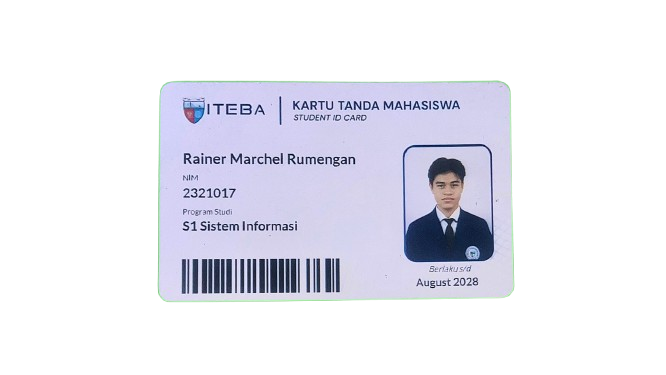 ITEBA
KARTU TANDA MAHASISWA
STUDENT ID CARD
Rainer Marchel Rumengan
NIM
2321017
Program Studi
S1 Sistem Informasi
Berlaku s/d
August 2028